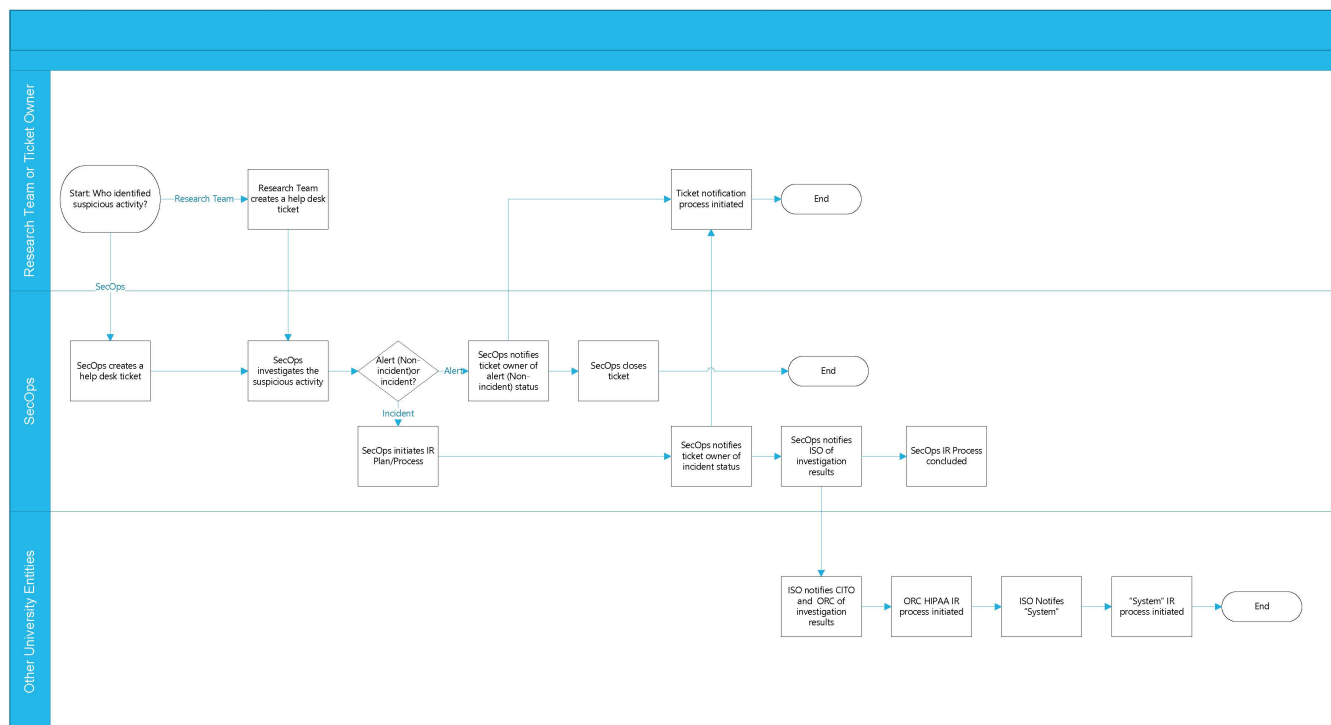 Research Team or Ticket Owner
Start: Who identified
suspicious activity?
Research Team
Research Team
creates a help desk
ticket
Ticket notification
process initiated
End
SecOps
SecOps
SecOps creates a
help desk ticket
SecOps
investigates the
suspicious activity
Alert (Non-
incident)or
incident?
Alert
SecOps notifies
ticket owner of
alert (Non-
incident) status
SecOps closes
ticket
End
Incident
SecOps initiates IR
Plan/Process
SecOps notifies
ticket owner of
incident status
SecOps notifies
ISO of
investigation
results
SecOps IR Process
concluded
Other University Entities
ISO notifies CITO
and ORC of
investigation
results
ORC HIPAA IR
process initiated
ISO Notifes
“System”
“System” IR
process initiated
End